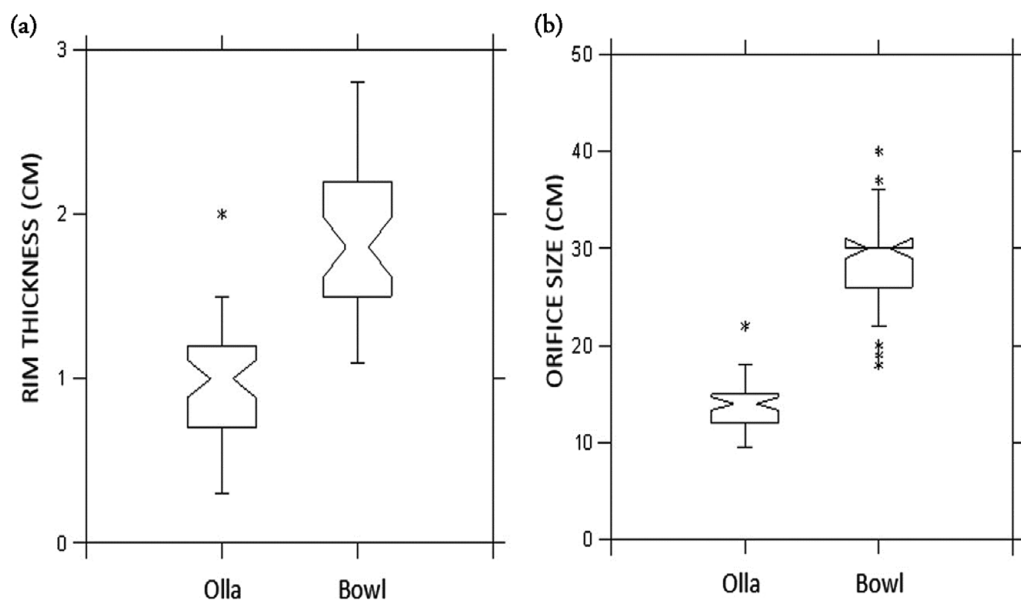 (a)
3
2
1
0
RIM THICKNESS (CM)
Olla Bowl
(b)
50
40
30
20
10
0
ORIFICE SIZE (CM)
Olla Bowl